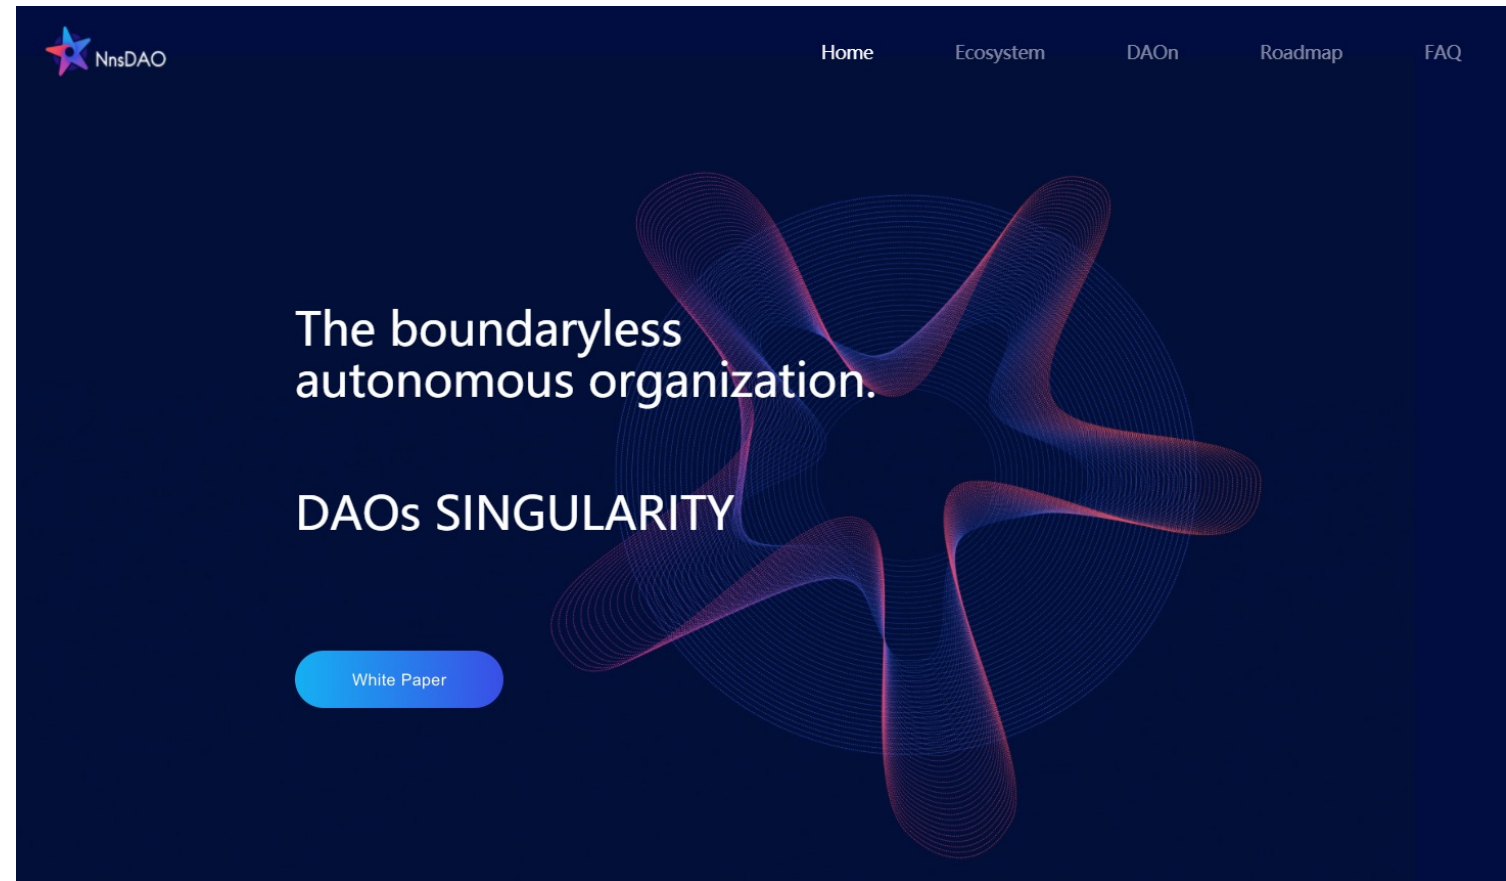 NnsDAO
Home
Ecosystem
DAOn
Roadmap
FAQ
The boundaryless
autonomous organization.
DAOs SINGULARITY
White Paper